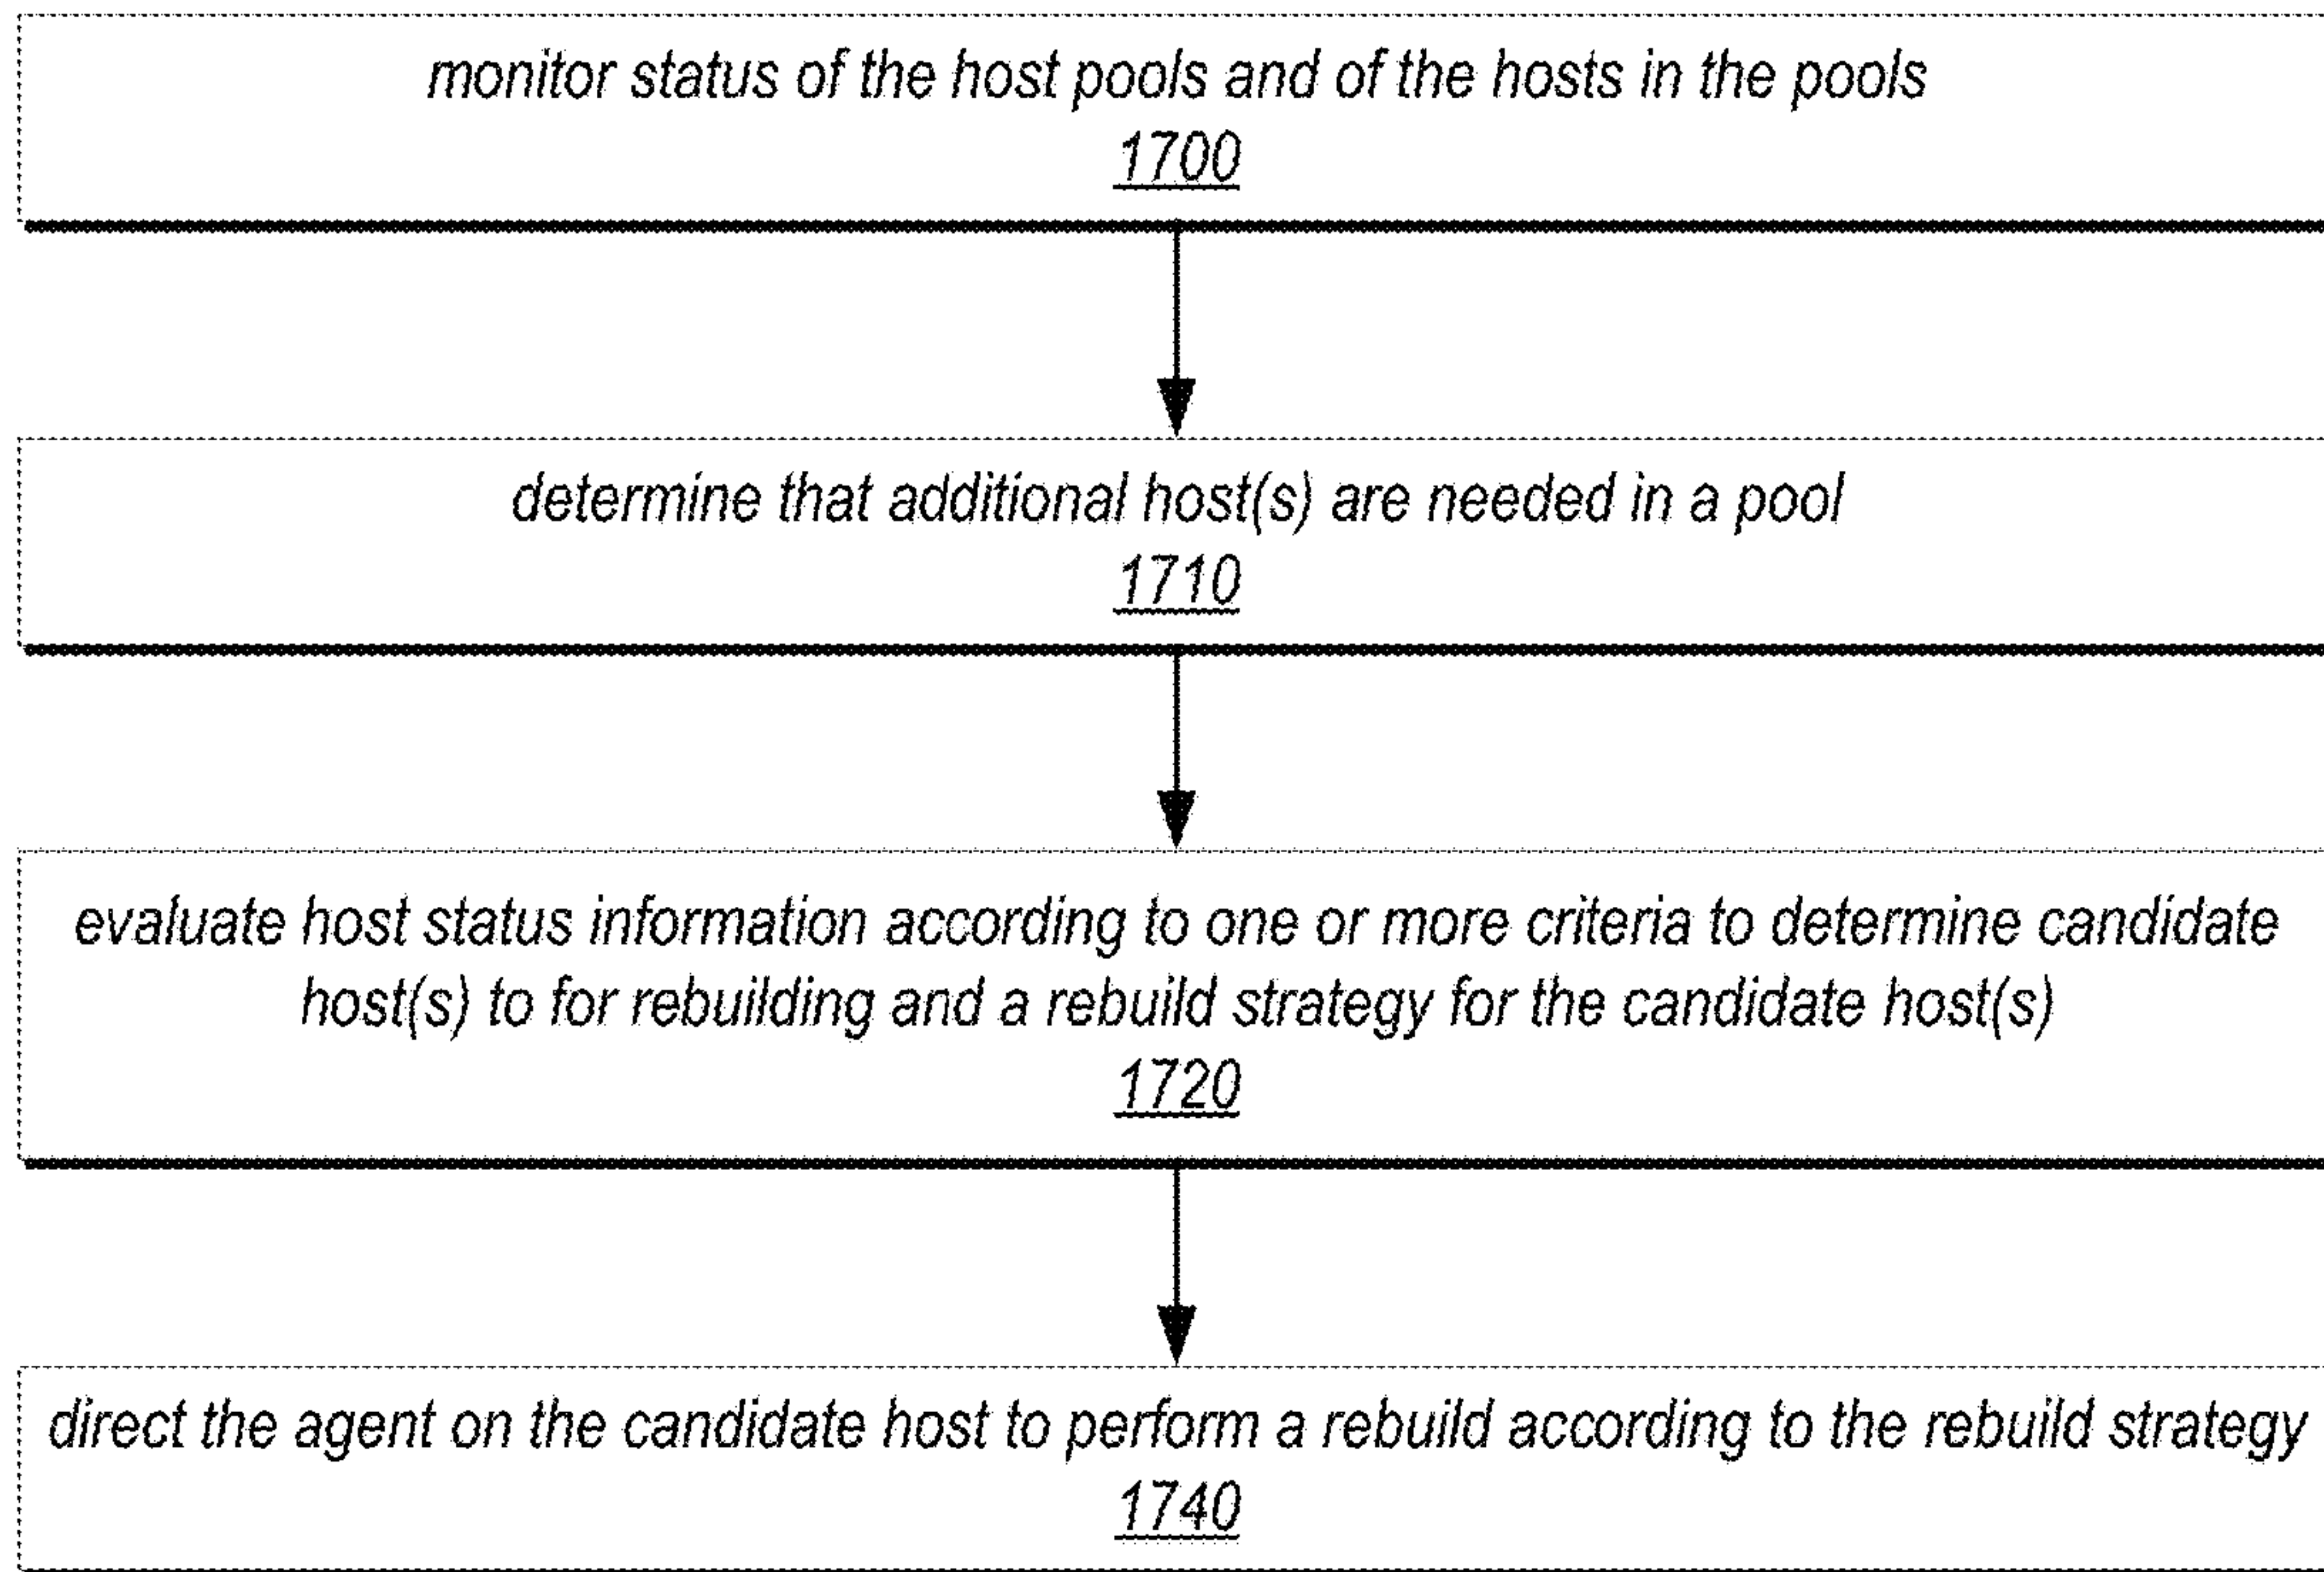 monitor status of the host pools and of the hosts in the pools
1700
determine that additional host(s) are needed in a pool
1710
evaluate host status information according to one or more criteria to determine candidate
host(s) to for rebuilding and a rebuild strategy for the candidate host(s)
1720
direct the agent on the candidate host to perform a rebuild according to the rebuild strategy
1740